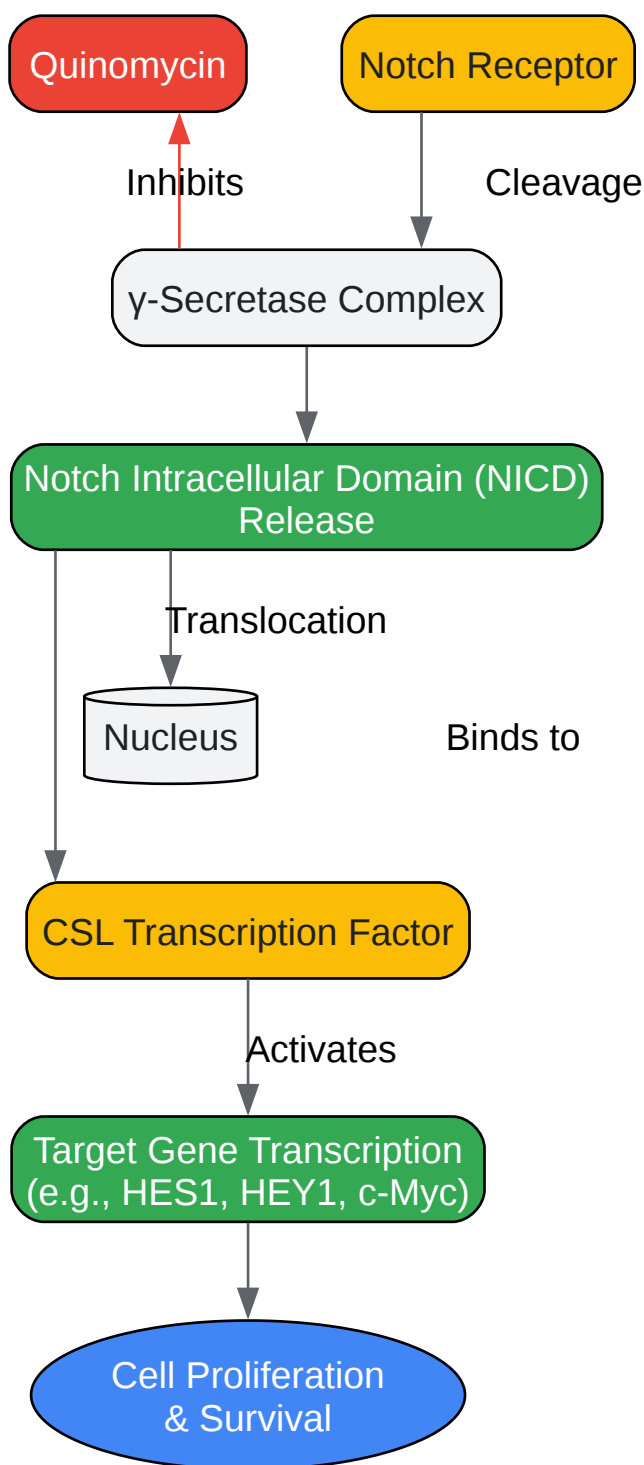 Quinomycin
Notch Receptor
Inhibits
Cleavage
γ-Secretase Complex
Notch Intracellular Domain (NICD)
Release
Translocation
Nucleus
Binds to
CSL Transcription Factor
Activates
Target Gene Transcription
(e.g., HES1, HEY1, c-Myc)
Cell Proliferation
& Survival